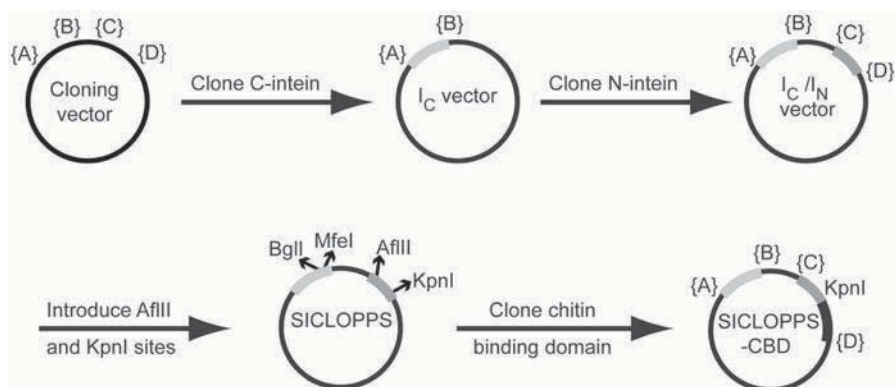 {A} {B} {C} {D}
Cloning
vector
Clone C-intein
{A} {B}
I_C vector
Clone N-intein
{A} {B} {C} {D}
I_C /I_N
vector
Introduce AflII
and KpnI sites
BglI MfeI AflII
KpnI
SICLOPPS
Clone chitin
binding domain
{A} {B} {C}
KpnI
{D}
SICLOPPS
-CBD